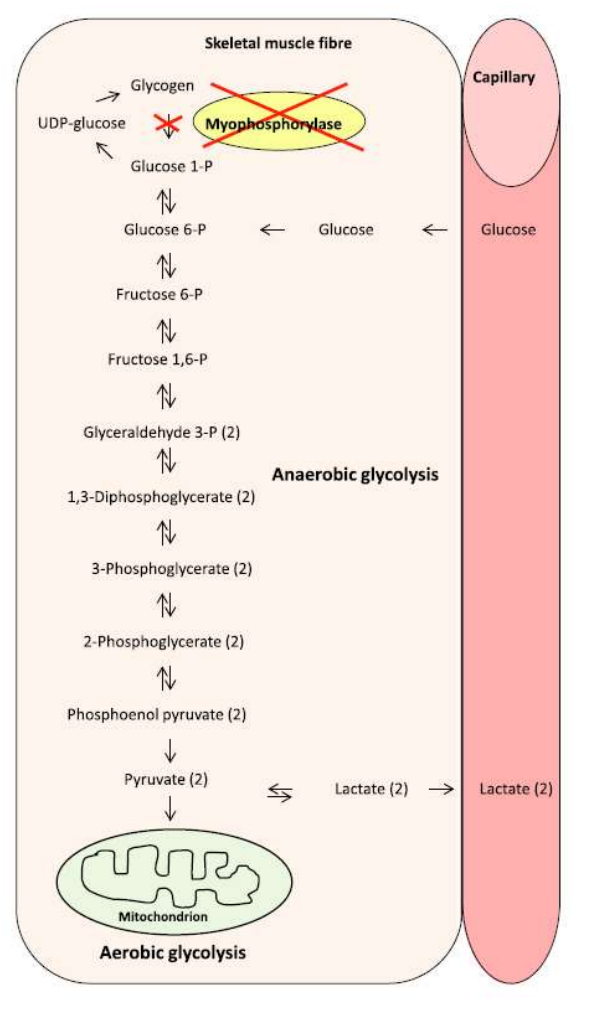 Skeletal muscle fibre
Capillary
Glycogen
Myophosphorylase
UDP-glucose
Glucose 1-P
Glucose 6-P
Glucose
Glucose
Fructose 6-P
Fructose 1,6-P
Glyceraldehyde 3-P (2)
Anaerobic glycolysis
1,3-Diphosphoglycerate (2)
3-Phosphoglycerate (2)
2-Phosphoglycerate (2)
Phosphoenol pyruvate (2)
Pyruvate (2)
Lactate (2)
Lactate (2)
Mitochondrion
Aerobic glycolysis